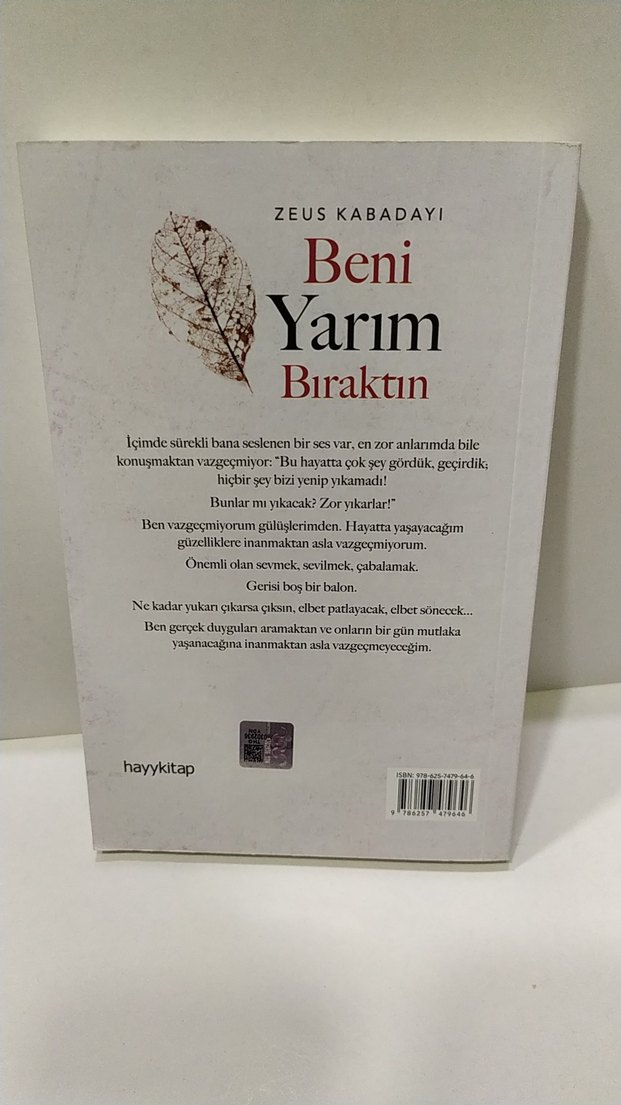 ZEUS KABADAYI
Beni
Yarım
Bıraktın
İçimde sürekli bana seslenen bir ses var, en zor anlarımda bile
konuşmaktan vazgeçmiyor: “Bu hayatta çok şey gördük, geçirdik;
hiçbir şey bizi yenip yıkamadı!
Bunlar mı yıkacak? Zor yıkarlar!”
Ben vazgeçmiyorum gülüşlerimden. Hayatta yaşayacağım
güzelliklere inanmaktan asla vazgeçmiyorum.
Önemli olan sevmek, sevilmek, çabalamak.
Gerisi boş bir balon.
Ne kadar yukarı çıkarsa çıksın, elbet patlayacak, elbet sönecek...
Ben gerçek duyguları aramaktan ve onların bir gün mutlaka
yaşanacağına inanmaktan asla vazgeçmeyeceğim.
hayykitap
ISBN: 978-625-7479-64-6
9 786257 479646